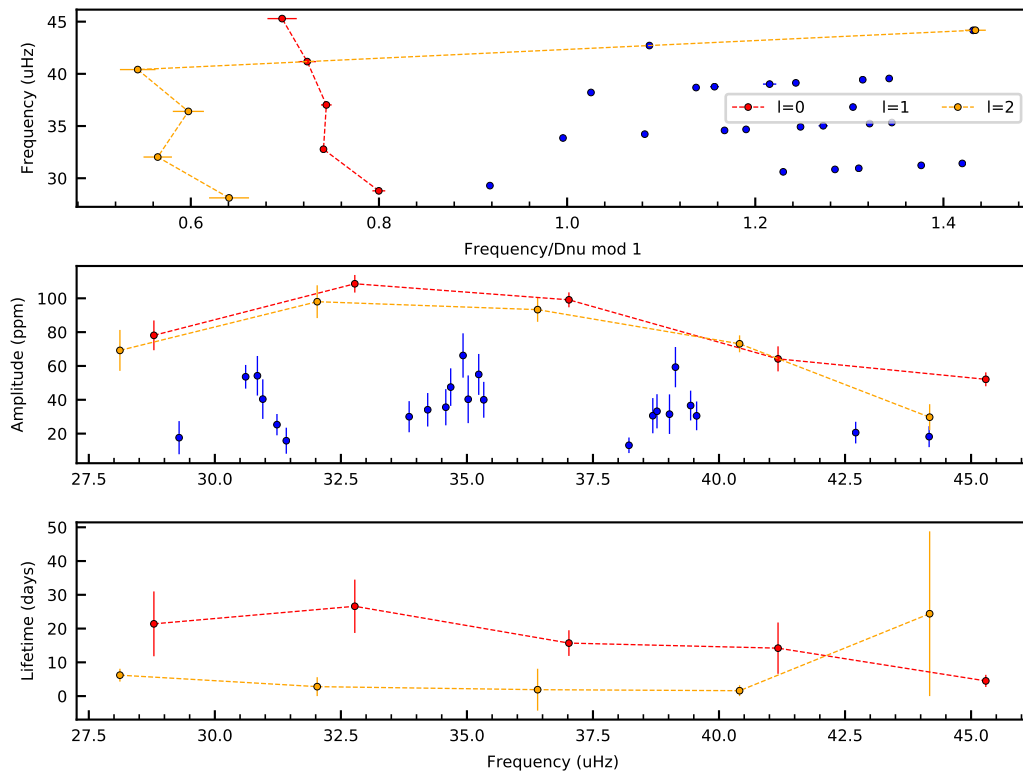 45
40
35
30
Frequency (uHz)
l=0 l=1 l=2
0.6 0.8 1.0 1.2 1.4
Frequency/Dnu mod 1
100
80
60
40
20
Amplitude (ppm)
27.5 30.0 32.5 35.0 37.5 40.0 42.5 45.0
50
40
30
20
10
0
Lifetime (days)
27.5 30.0 32.5 35.0 37.5 40.0 42.5 45.0
Frequency (uHz)